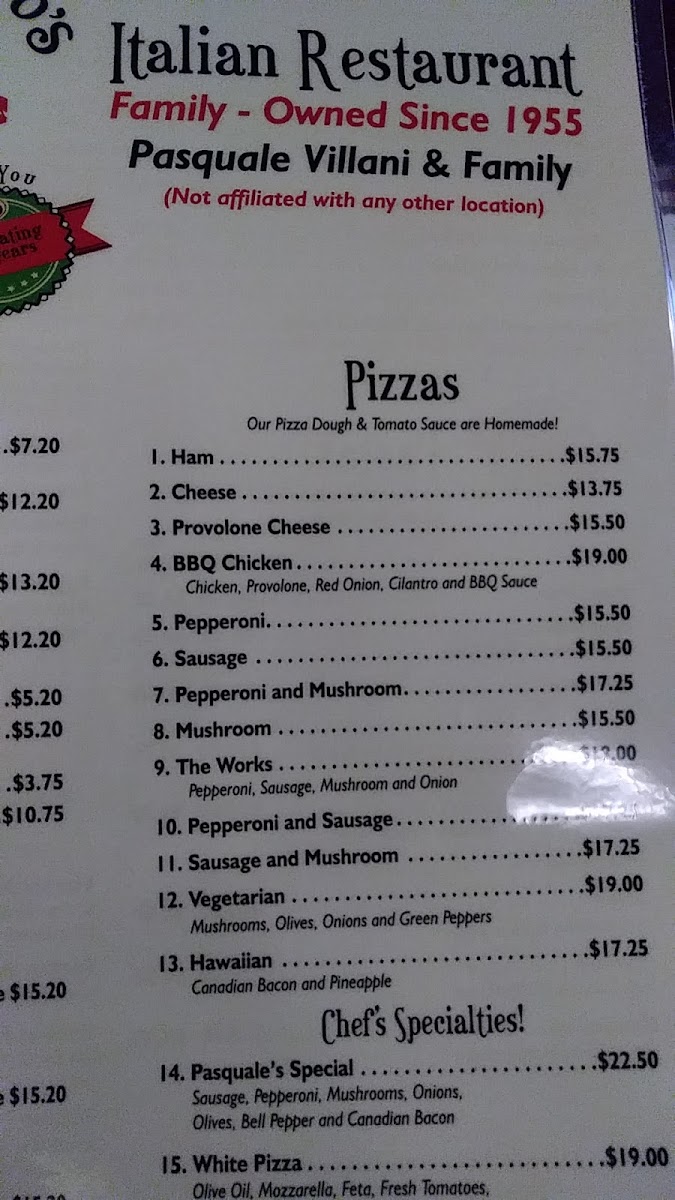 o's
Italian Restaurant
Family - Owned Since 1955
Pasquale Villani & Family
(Not affiliated with any other location)
You
Pizzas
Our Pizza Dough & Tomato Sauce are Homemade!
1. Ham ..................................$15.75
2. Cheese ................................$13.75
3. Provolone Cheese .......................$15.50
4. BBQ Chicken...........................$19.00
Chicken, Provolone, Red Onion, Cilantro and BBQ Sauce
5. Pepperoni..............................$15.50
6. Sausage ...............................$15.50
7. Pepperoni and Mushroom.................$17.25
8. Mushroom ..............................$15.50
9. The Works ........................
Pepperoni, Sausage, Mushroom and Onion
10. Pepperoni and Sausage............
11. Sausage and Mushroom .................$17.25
12. Vegetarian .............................$19.00
Mushrooms, Olives, Onions and Green Peppers
13. Hawaiian ..............................$17.25
Canadian Bacon and Pineapple
Chef's Specialties!
14. Pasquale's Special .......................$22.50
Sausage, Pepperoni, Mushrooms, Onions,
Olives, Bell Pepper and Canadian Bacon
15. White Pizza.............................$19.00
Olive Oil, Mozzarella, Feta, Fresh Tomatoes,
.$7.20
$12.20
$13.20
$12.20
.$5.20
.$5.20
.$3.75
$10.75
$15.20
$15.20